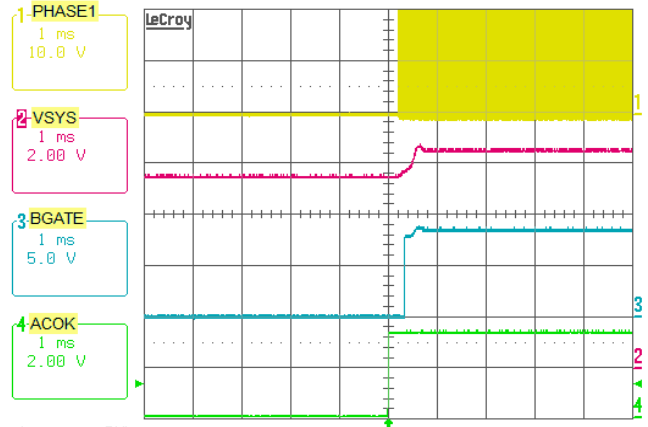 1 PHASE1
1 ms
10.0 V
LeCroy
1
2 VSYS
1 ms
2.00 V
3 BGATE
1 ms
5.0 V
3
4 ACOK
1 ms
2.00 V
2
4